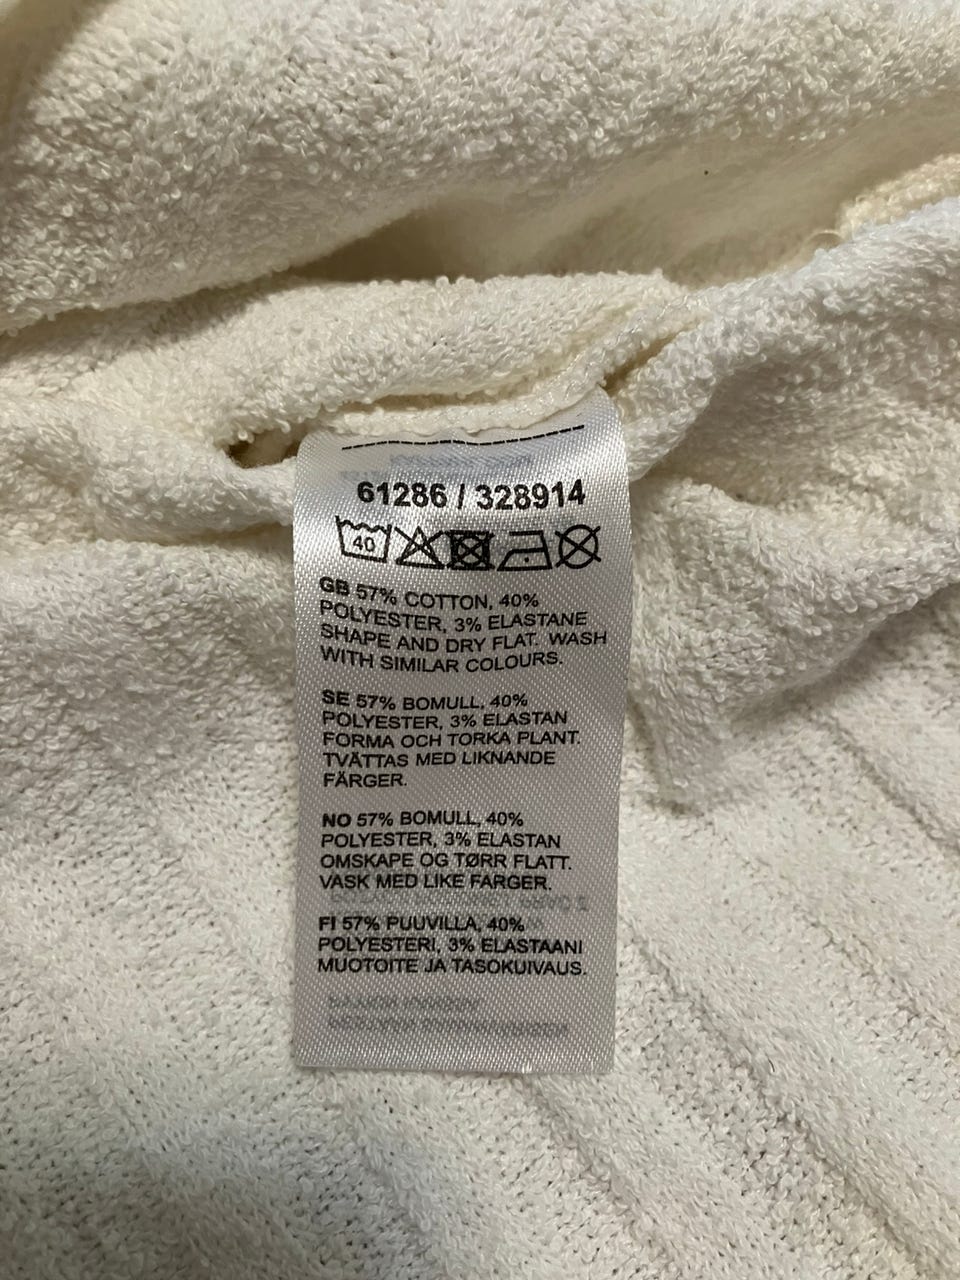 61286 / 328914
40
GB 57% COTTON, 40%
POLYESTER, 3% ELASTANE
SHAPE AND DRY FLAT. WASH
WITH SIMILAR COLOURS.
SE 57% BOMULL, 40%
POLYESTER, 3% ELASTAN
FORMA OCH TORKA PLANT.
TVÄTTAS MED LIKNANDE
FÄRGER.
NO 57% BOMULL, 40%
POLYESTER, 3% ELASTAN
OMSKAPE OG TØRR FLATT.
VASK MED LIKE FARGER.
FI 57% PUUVILLA, 40%
POLYESTERI, 3% ELASTAANI
MUOTOITE JA TASOKUIVAUS.